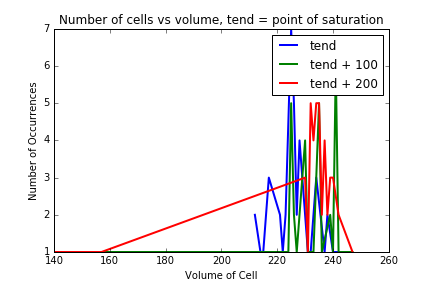 Number of cells vs volume, tend = point of saturation
7
6
5
4
3
2
1
Number of Occurrences
tend
tend + 100
tend + 200
140 160 180 200 220 240 260
Volume of Cell